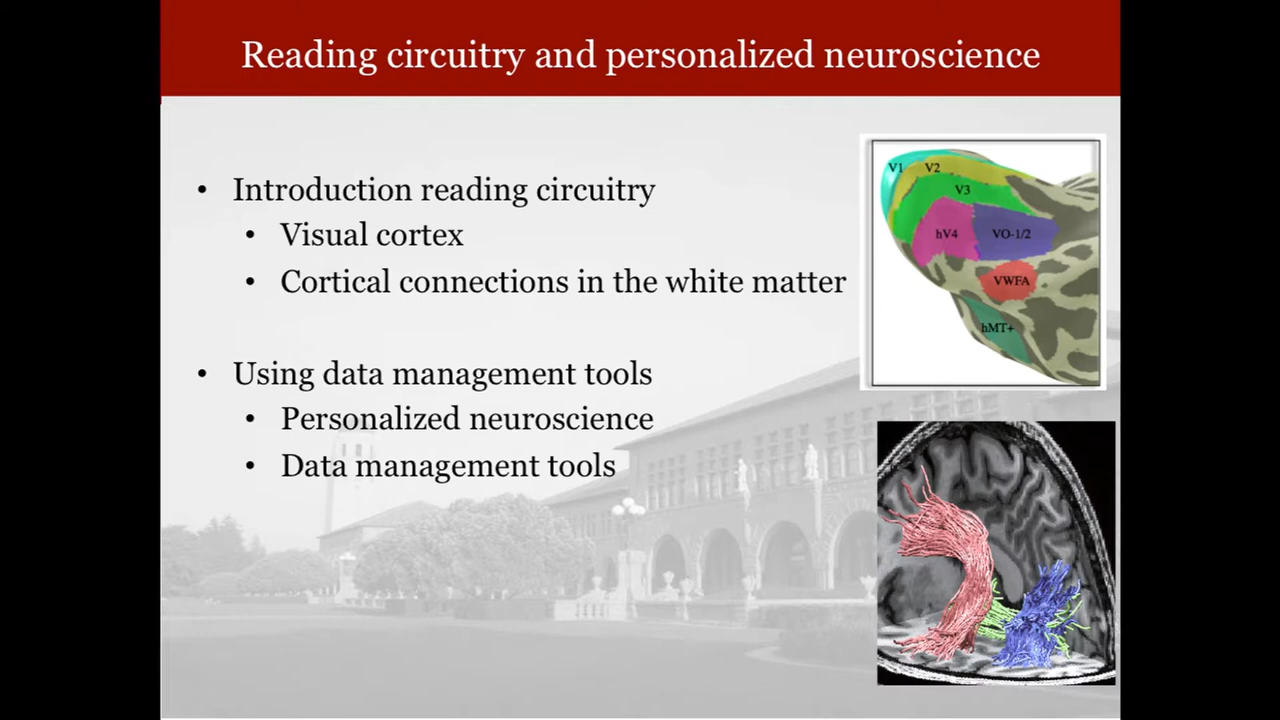 Reading circuitry and personalized neuroscience
• Introduction reading circuitry
• Visual cortex
• Cortical connections in the white matter
• Using data management tools
• Personalized neuroscience
• Data management tools
V1 V2
V3
hV4 VO-1/2
VWFA
hMT+